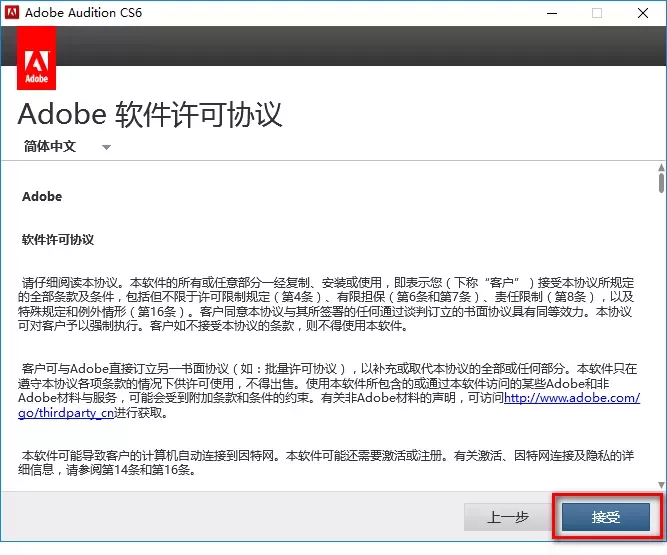 Adobe Audition CS6
Adobe
Adobe 软件许可协议
简体中文
Adobe
软件许可协议
请仔细阅读本协议。本软件的所有或任意部分一经复制、安装或使用，即表示您（下称“客户”）接受本协议所规定
的全部条款及条件，包括但不限于许可限制规定（第4条）、有限担保（第6条和第7条）、责任限制（第8条），以及
特殊规定和例外情形（第16条）。客户同意本协议与其所签署的任何通过谈判订立的书面协议具有同等效力。本协议
可对客户予以强制执行。客户如不接受本协议的条款，则不得使用本软件。
客户可与Adobe直接订立另一书面协议（如：批量许可协议），以补充或取代本协议的全部或任何部分。本软件只在
遵守本协议各项条款的情况下供许可使用，不得出售。使用本软件所包含的或通过本软件访问的某些Adobe和非
Adobe材料与服务，可能会受到附加条款和条件的约束。有关非Adobe材料的声明，可访问http://www.adobe.com/
go/thirdparty_cn进行获取。
本软件可能导致客户的计算机自动连接到因特网。本软件可能还需要激活或注册。有关激活、因特网连接及隐私的详
细信息，请参阅第14条和第16条。
上一步
接受